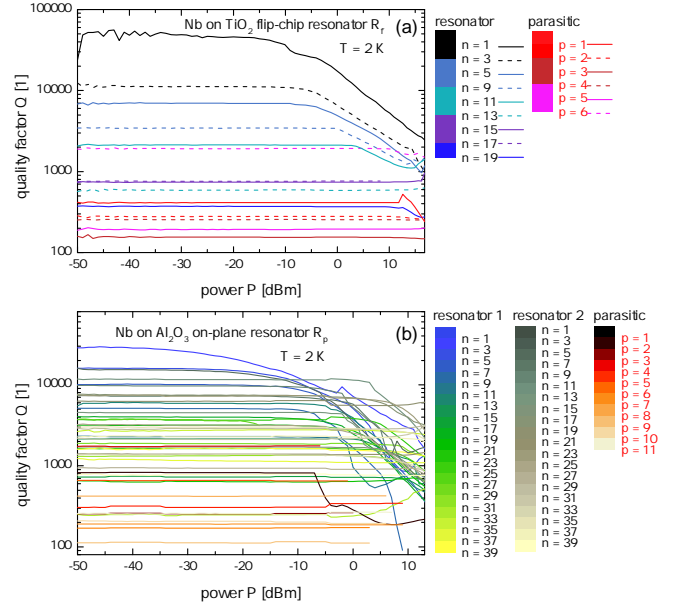 Nb on TiO2 flip-chip resonator Rf (a)
T = 2 K
100000
10000
1000
100
quality factor Q [1]
-50 -40 -30 -20 -10 0 10
power P [dBm]
resonator parasitic
n = 1
n = 3
n = 5
n = 9
n = 11
n = 13
n = 15
n = 17
n = 19
p = 1
p = 2
p = 3
p = 4
p = 5
p = 6
Nb on Al2O3 on-plane resonator Rp (b)
T = 2 K
10000
1000
100
quality factor Q [1]
-50 -40 -30 -20 -10 0 10
power P [dBm]
resonator 1 resonator 2 parasitic
n = 1
n = 3
n = 5
n = 7
n = 9
n = 11
n = 13
n = 15
n = 17
n = 19
n = 21
n = 23
n = 25
n = 27
n = 29
n = 31
n = 33
n = 35
n = 37
n = 39
n = 1
n = 3
n = 5
n = 7
n = 9
n = 11
n = 13
n = 15
n = 17
n = 19
n = 21
n = 23
n = 25
n = 27
n = 29
n = 31
n = 33
n = 35
n = 37
n = 39
p = 1
p = 2
p = 3
p = 4
p = 5
p = 6
p = 7
p = 8
p = 9
p = 10
p = 11